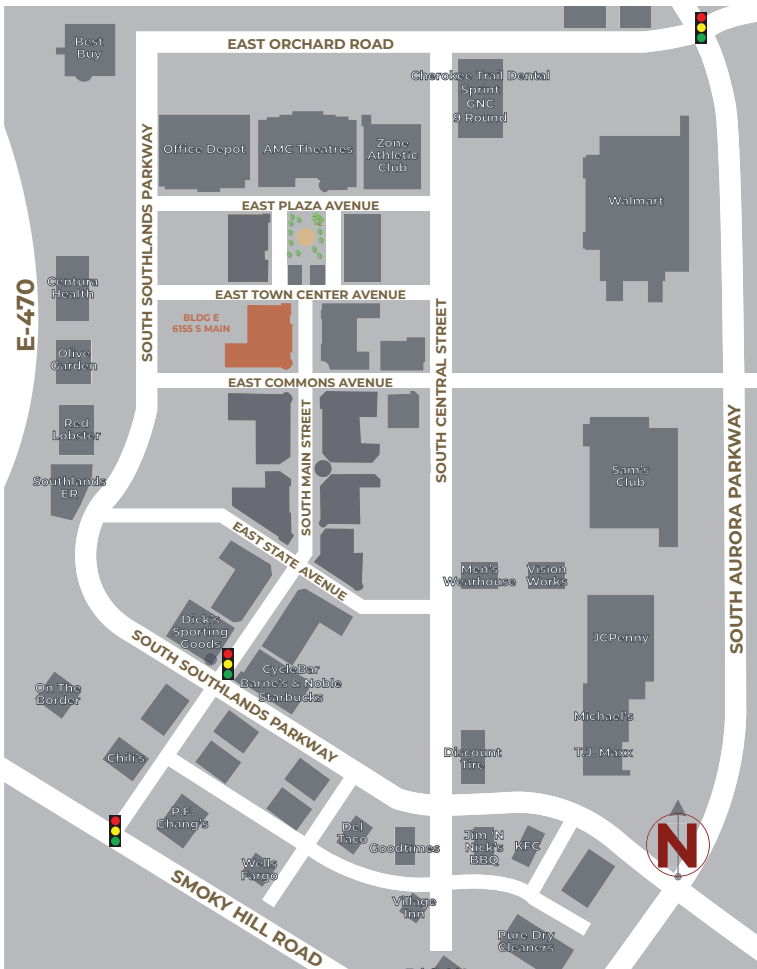 Best
Buy
EAST ORCHARD ROAD
Cherokee Trail Dental
Sprint
GNC
9 Round
Office Depot
AMC Theatres
Zone
Athletic
Club
Walmart
SOUTH SOUTHLANDS PARKWAY
EAST PLAZA AVENUE
E-470
Centura
Health
EAST TOWN CENTER AVENUE
BLDG E
6155 S MAIN
Olive
Garden
SOUTH CENTRAL STREET
EAST COMMONS AVENUE
Red
Lobster
SOUTH MAIN STREET
SOUTH AURORA PARKWAY
Southlands
ER
Sam's
Club
EAST STATE AVENUE
Men's
Wearhouse
Vision
Works
Dick's
Sporting
Goods
JCPenny
SOUTH SOUTHLANDS PARKWAY
CycleBar
Barne's & Noble
Starbucks
On The
Border
Michael's
Chili's
Discount
Tire
T.J. Maxx
P.F.
Chang's
Del
Taco
Goodtimes
Jim 'N
Nick's
BBQ
KFC
N
Wells
Fargo
SMOKY HILL ROAD
Village
Inn
Pure Dry
Cleaners